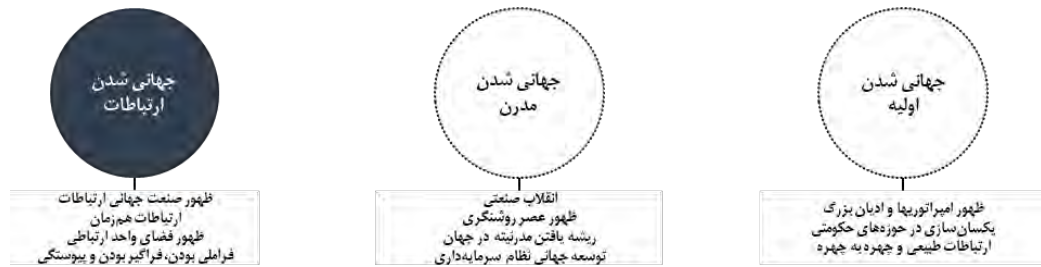 جهانی شدن
اولیه
ظهور امپراتوریها و ادیان بزرگ
یکسان‌سازی در حوزه‌های حکومتی
ارتباطات طبیعی و چهره به چهره
جهانی شدن
مدرن
انقلاب صنعتی
ظهور عصر روشنگری
ریشه یافتن مدرنیته در جهان
توسعه جهانی نظام سرمایه‌داری
جهانی شدن
ارتباطات
ظهور صنعت جهانی ارتباطات
ارتباطات هم‌زمان
ظهور فضای واحد ارتباطی
فراملی بودن، فراگیر بودن و پیوستگی